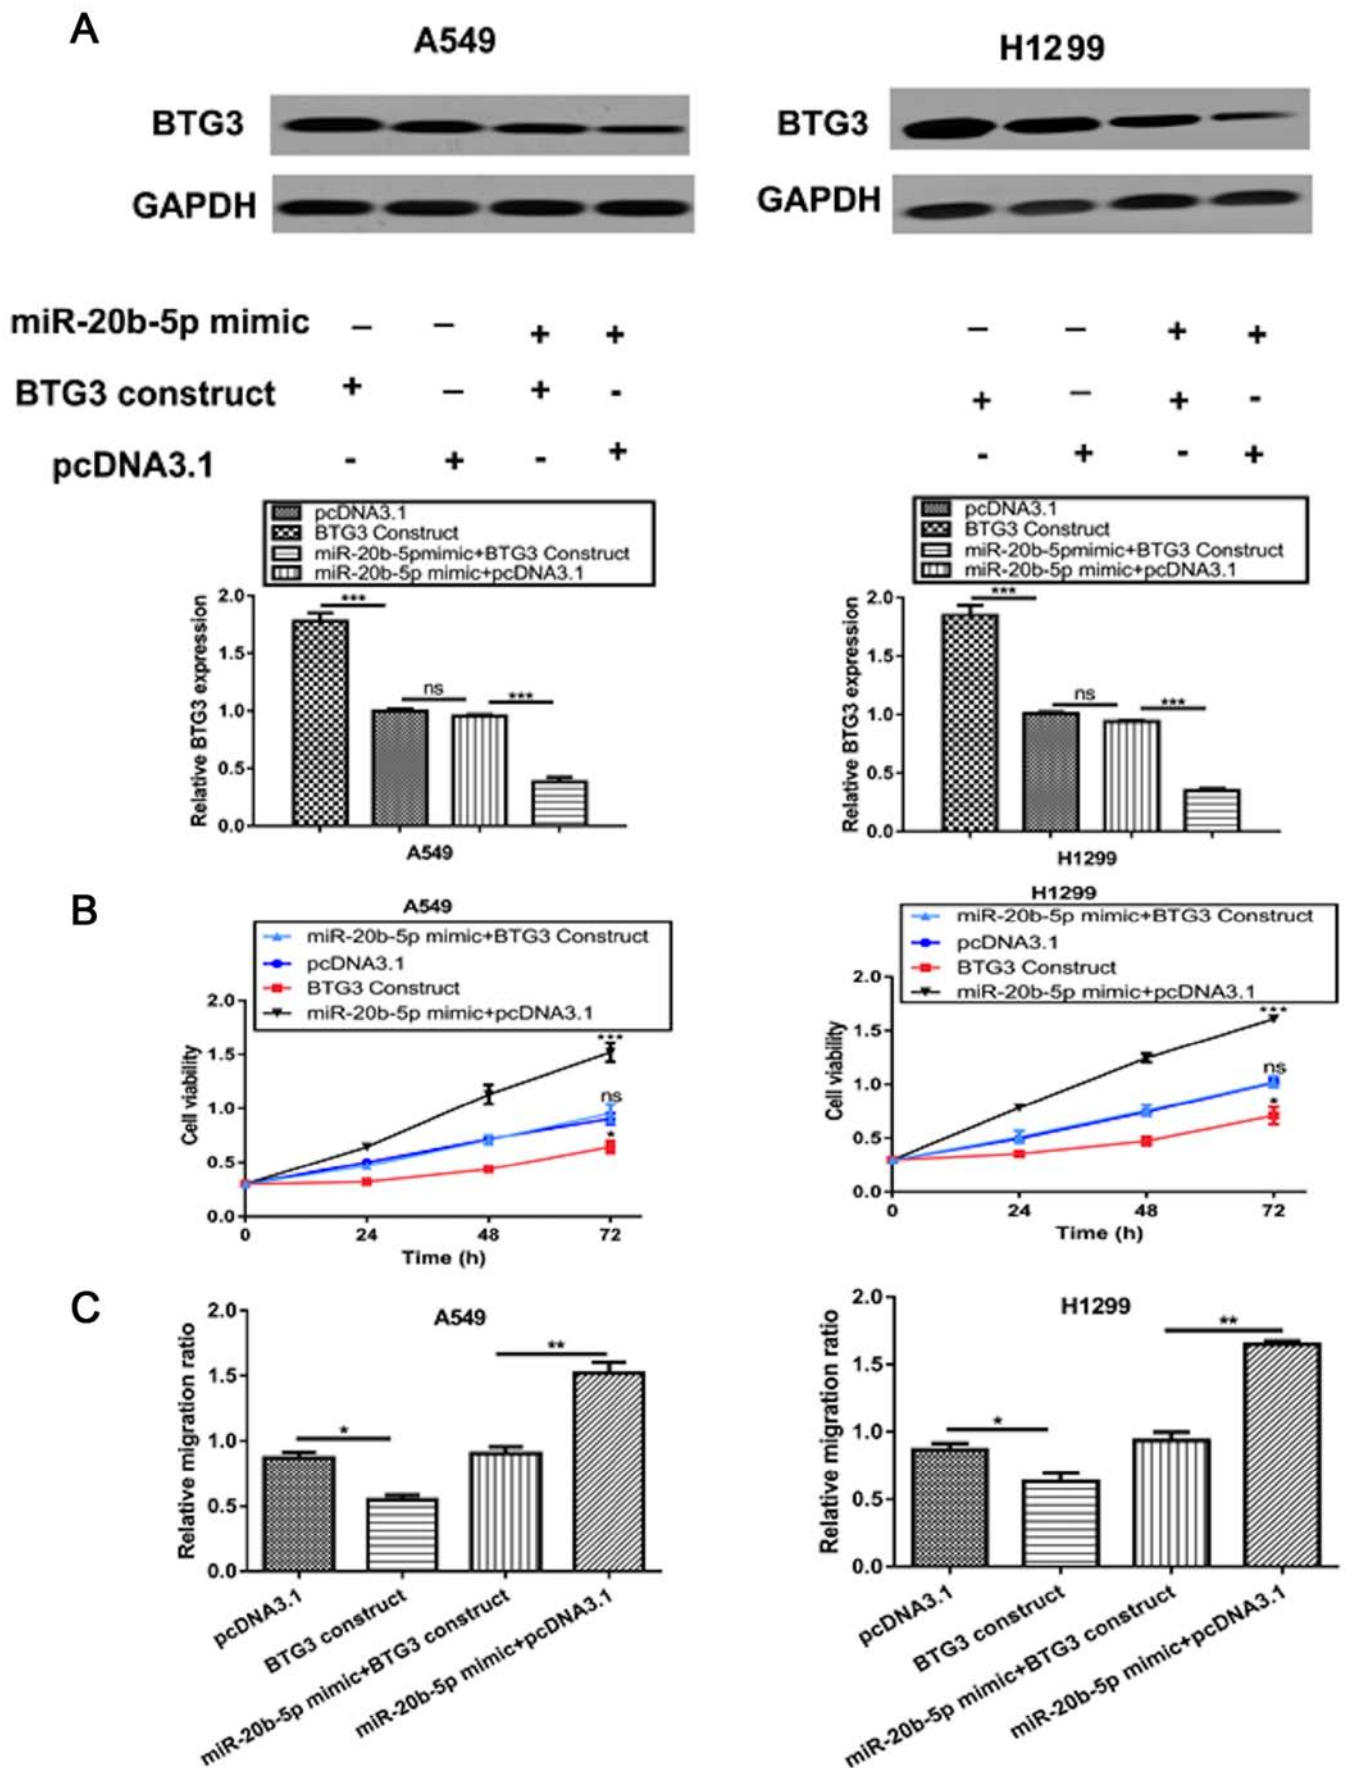 A
A549
H1299
BTG3
BTG3
GAPDH
GAPDH
miR-20b-5p mimic – – + + – – + +
BTG3 construct + – + - + – + -
pcDNA3.1 - + - + - + - +
pcDNA3.1
BTG3 Construct
miR-20b-5pmimic+BTG3 Construct
miR-20b-5p mimic+pcDNA3.1
Relative BTG3 expression
2.0
1.5
1.0
0.5
0.0
***
ns
***
A549
pcDNA3.1
BTG3 Construct
miR-20b-5pmimic+BTG3 Construct
miR-20b-5p mimic+pcDNA3.1
Relative BTG3 expression
2.0
1.5
1.0
0.5
0.0
***
ns
***
H1299
B
A549
miR-20b-5p mimic+BTG3 Construct
pcDNA3.1
BTG3 Construct
miR-20b-5p mimic+pcDNA3.1
Cell viability
2.0
1.5
1.0
0.5
0.0
***
ns
*
0 24 48 72
Time (h)
H1299
miR-20b-5p mimic+BTG3 Construct
pcDNA3.1
BTG3 Construct
miR-20b-5p mimic+pcDNA3.1
Cell viability
2.0
1.5
1.0
0.5
0.0
***
ns
*
0 24 48 72
Time (h)
C
A549
Relative migration ratio
2.0
1.5
1.0
0.5
0.0
*
**
pcDNA3.1
BTG3 construct
miR-20b-5p mimic+BTG3 construct
miR-20b-5p mimic+pcDNA3.1
H1299
Relative migration ratio
2.0
1.5
1.0
0.5
0.0
*
**
pcDNA3.1
BTG3 construct
miR-20b-5p mimic+BTG3 construct
miR-20b-5p mimic+pcDNA3.1